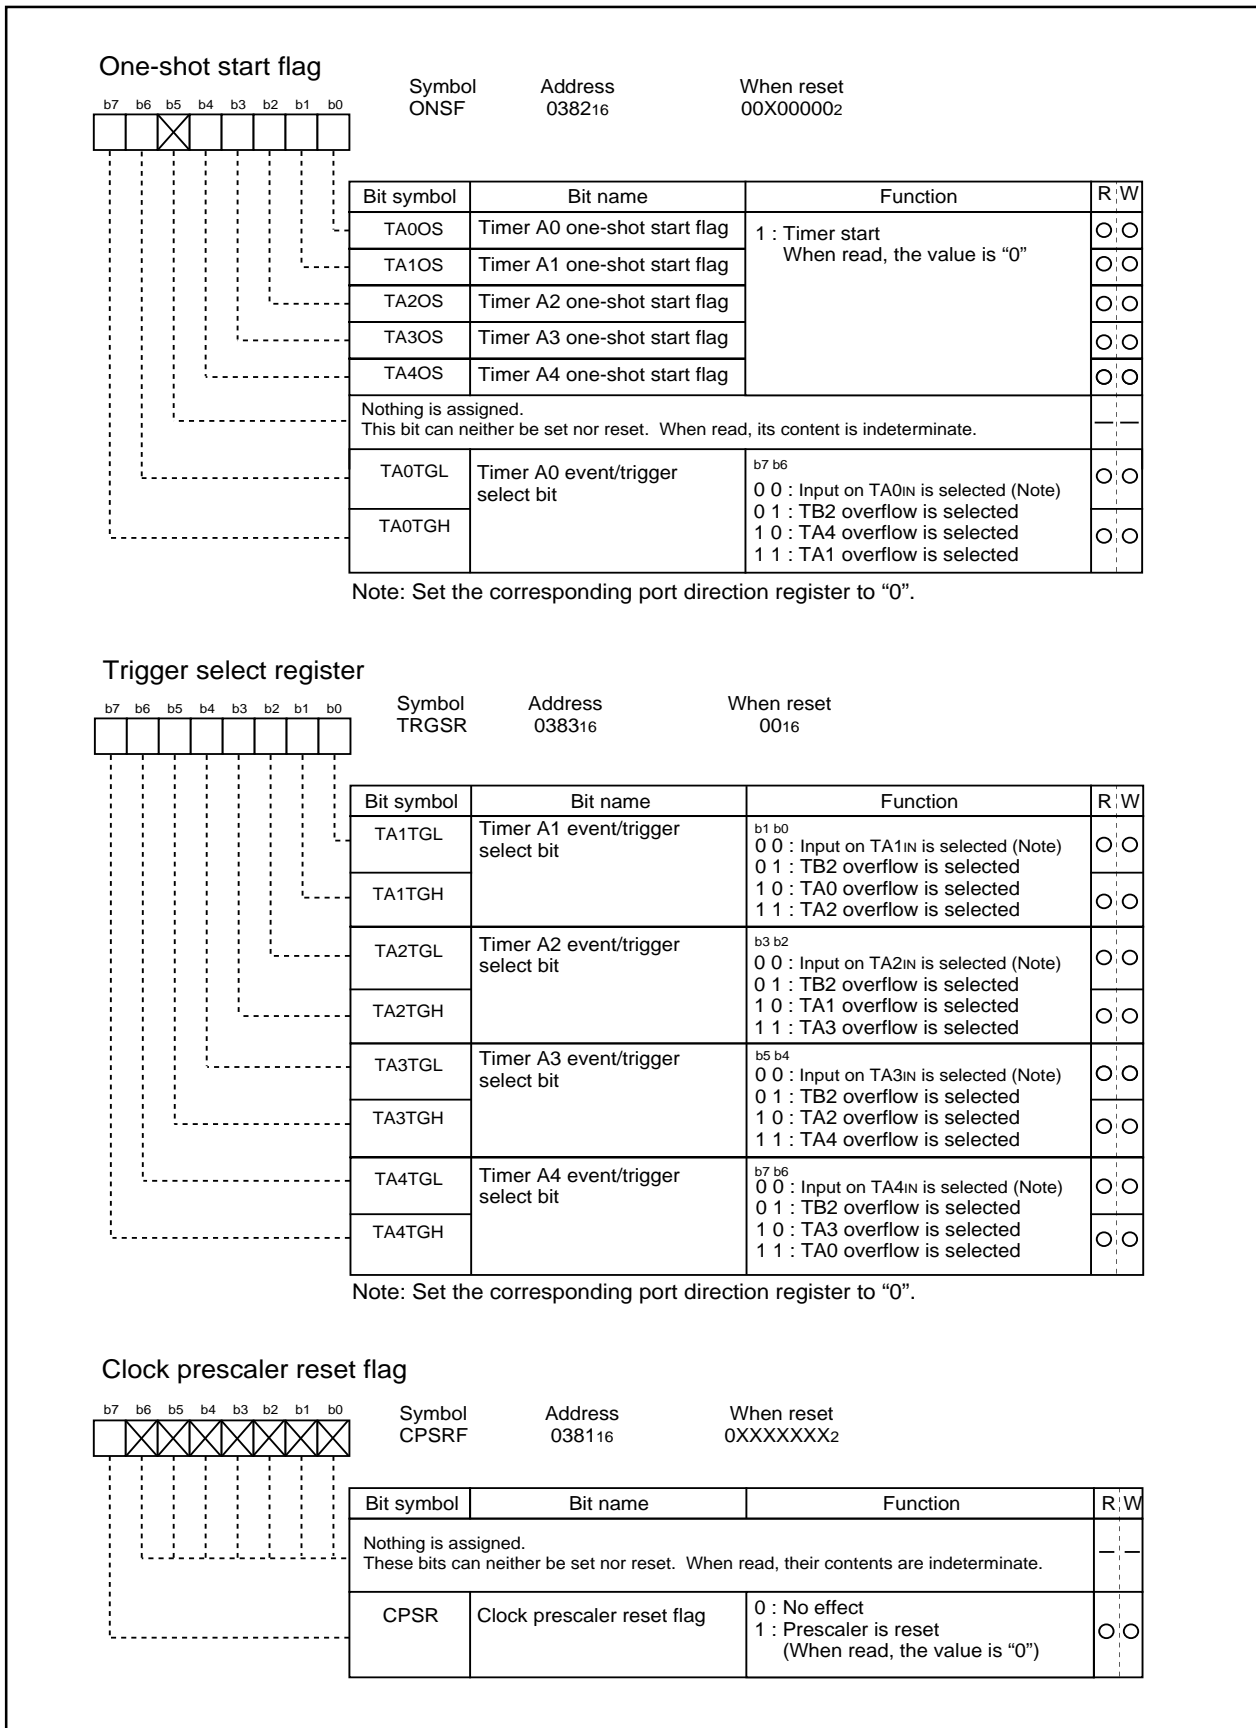 One-shot start flag
Symbol Address When reset
ONSF 038216 00X000002
b7 b6 b5 b4 b3 b2 b1 b0
Bit symbol Bit name Function R W
TA0OS Timer A0 one-shot start flag 1 : Timer start
When read, the value is “0”
TA1OS Timer A1 one-shot start flag
TA2OS Timer A2 one-shot start flag
TA3OS Timer A3 one-shot start flag
TA4OS Timer A4 one-shot start flag
Nothing is assigned.
This bit can neither be set nor reset. When read, its content is indeterminate.
TA0TGL Timer A0 event/trigger select bit
TA0TGH
b7 b6
0 0 : Input on TA0IN is selected (Note)
0 1 : TB2 overflow is selected
1 0 : TA4 overflow is selected
1 1 : TA1 overflow is selected
Note: Set the corresponding port direction register to “0”.
Trigger select register
Symbol Address When reset
TRGSR 038316 0016
b7 b6 b5 b4 b3 b2 b1 b0
Bit symbol Bit name Function R W
TA1TGL Timer A1 event/trigger select bit
TA1TGH
b1 b0
0 0 : Input on TA1IN is selected (Note)
0 1 : TB2 overflow is selected
1 0 : TA0 overflow is selected
1 1 : TA2 overflow is selected
TA2TGL Timer A2 event/trigger select bit
TA2TGH
b3 b2
0 0 : Input on TA2IN is selected (Note)
0 1 : TB2 overflow is selected
1 0 : TA1 overflow is selected
1 1 : TA3 overflow is selected
TA3TGL Timer A3 event/trigger select bit
TA3TGH
b5 b4
0 0 : Input on TA3IN is selected (Note)
0 1 : TB2 overflow is selected
1 0 : TA2 overflow is selected
1 1 : TA4 overflow is selected
TA4TGL Timer A4 event/trigger select bit
TA4TGH
b7 b6
0 0 : Input on TA4IN is selected (Note)
0 1 : TB2 overflow is selected
1 0 : TA3 overflow is selected
1 1 : TA0 overflow is selected
Note: Set the corresponding port direction register to “0”.
Clock prescaler reset flag
Symbol Address When reset
CPSRF 038116 0XXXXXXX2
b7 b6 b5 b4 b3 b2 b1 b0
Bit symbol Bit name Function R W
Nothing is assigned.
These bits can neither be set nor reset. When read, their contents are indeterminate.
CPSR Clock prescaler reset flag
0 : No effect
1 : Prescaler is reset
(When read, the value is “0”)